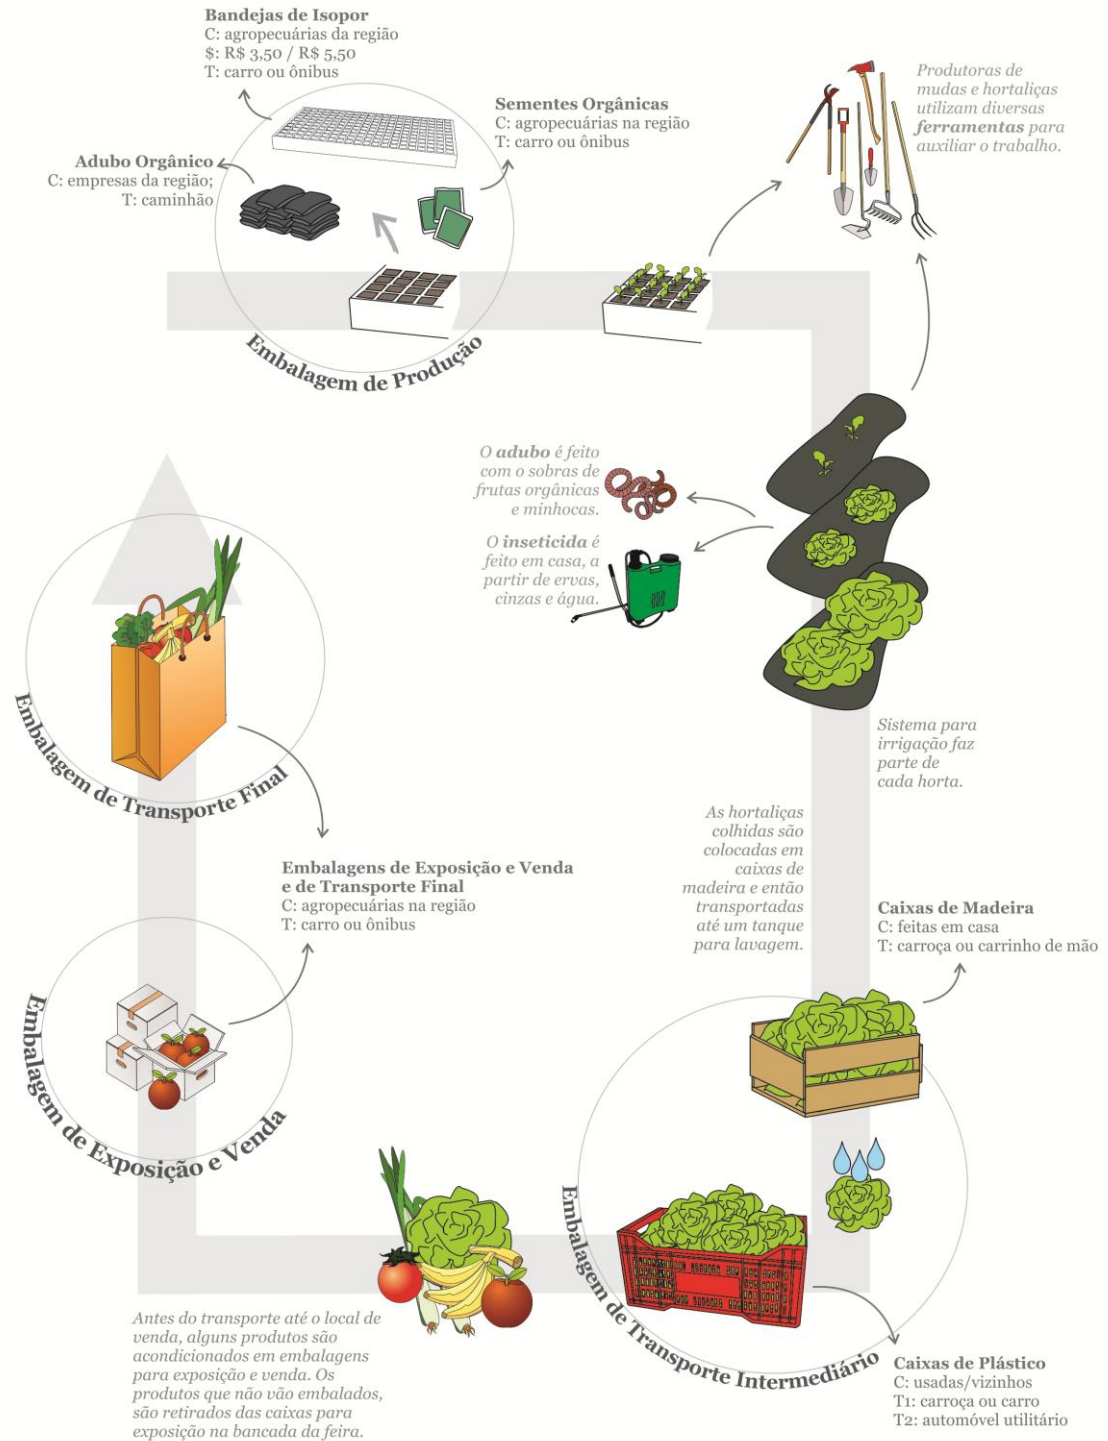 Bandejas de Isopor
C: agropecuárias da região
$: R$ 3,50 / R$ 5,50
T: carro ou ônibus
Sementes Orgânicas
C: agropecuárias na região
T: carro ou ônibus
Adubo Orgânico
C: empresas da região;
T: caminhão
Produtoras de
mudas e hortaliças
utilizam diversas
ferramentas para
auxiliar o trabalho.
Embalagem de Produção
O adubo é feito
com o sobras de
frutas orgânicas
e minhocas.
O inseticida é
feito em casa, a
partir de ervas,
cinzas e água.
Sistema para
irrigação faz
parte de
cada horta.
As hortaliças
colhidas são
colocadas em
caixas de
madeira e então
transportadas
até um tanque
para lavagem.
Caixas de Madeira
C: feitas em casa
T: carroça ou carrinho de mão
Embalagem de Transporte Intermediário
Caixas de Plástico
C: usadas/vizinhos
T1: carroça ou carro
T2: automóvel utilitário
Antes do transporte até o local de
venda, alguns produtos são
acondicionados em embalagens
para exposição e venda. Os
produtos que não vão embalados,
são retirados das caixas para
exposição na bancada da feira.
Embalagem de Exposição e Venda
Embalagens de Exposição e Venda
e de Transporte Final
C: agropecuárias na região
T: carro ou ônibus
Embalagem de Transporte Final